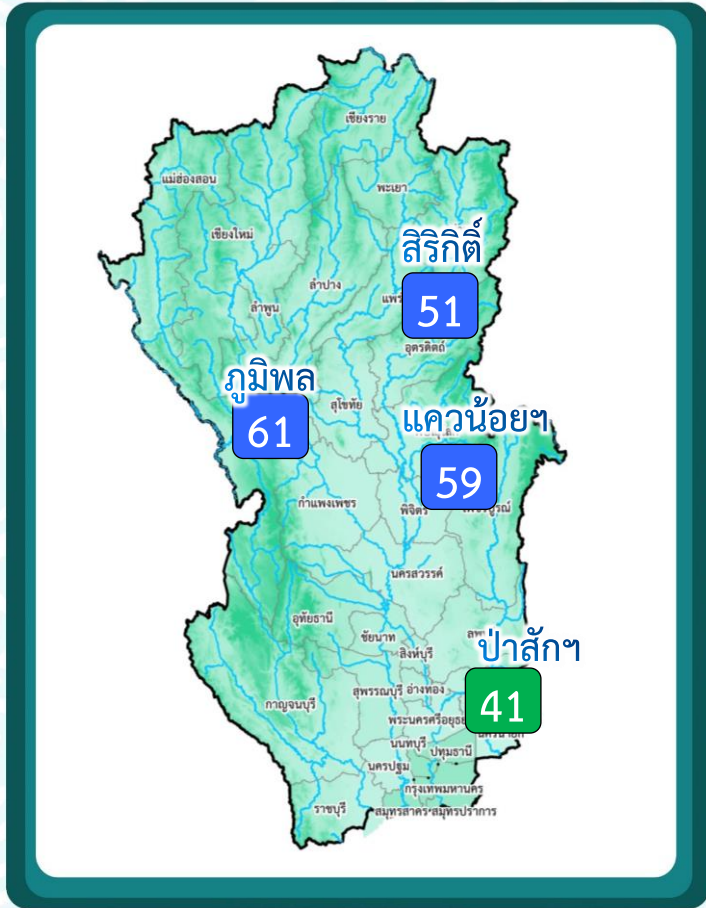 เชียงราย
แม่ฮ่องสอน
พะเยา
เชียงใหม่
สิริกิติ์
51
ลำปาง
แพร่
ลำพูน
อุตรดิตถ์
ภูมิพล
61
สุโขทัย
แควน้อยฯ
59
กำแพงเพชร
พิจิตร
นครสวรรค์
อุทัยธานี
ชัยนาท
สิงห์บุรี
ป่าสักฯ
41
สุพรรณบุรี อ่างทอง
กาญจนบุรี
นนทบุรี ปทุมธานี
นครปฐม
กรุงเทพมหานคร
ราชบุรี
สมุทรสาคร สมุทรปราการ